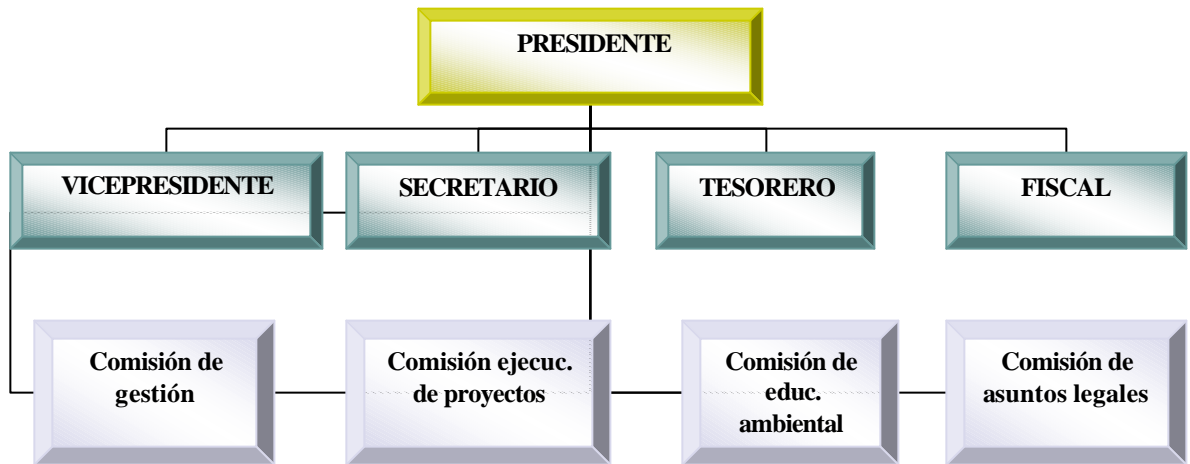 PRESIDENTE
VICEPRESIDENTE
SECRETARIO
TESORERO
FISCAL
Comisión de
gestión
Comisión ejecuc.
de proyectos
Comisión de
educ.
ambiental
Comisión de
asuntos legales